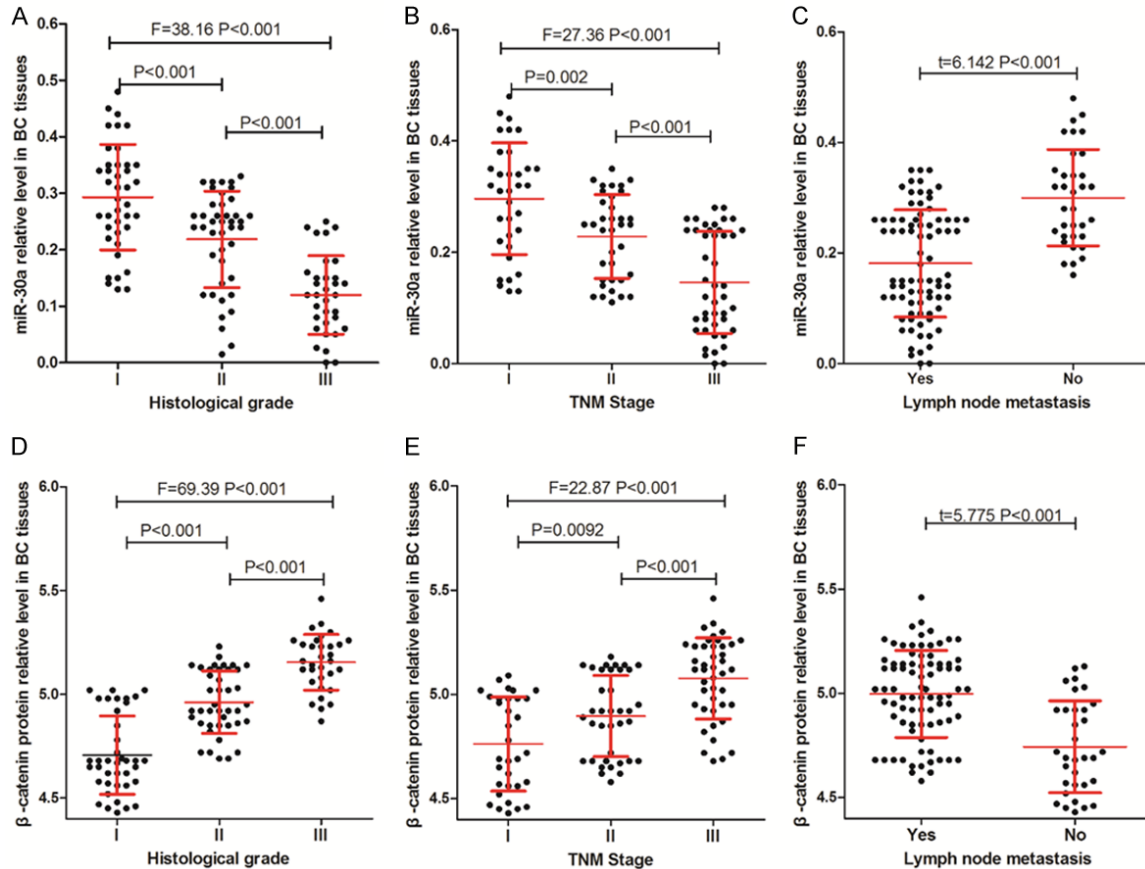 A
F=38.16 P<0.001
P<0.001
P<0.001
miR-30a relative level in BC tissues
0.6
0.5
0.4
0.3
0.2
0.1
0.0
I II III
Histological grade
B
F=27.36 P<0.001
P=0.002
P<0.001
miR-30a relative level in BC tissues
0.6
0.4
0.2
0.0
I II III
TNM Stage
C
t=6.142 P<0.001
miR-30a relative level in BC tissues
0.6
0.4
0.2
0.0
Yes No
Lymph node metastasis
D
F=69.39 P<0.001
P<0.001
P<0.001
β -catenin protein relative level in BC tissues
6.0
5.5
5.0
4.5
I II III
Histological grade
E
F=22.87 P<0.001
P=0.0092
P<0.001
β -catenin protein relative level in BC tissues
6.0
5.5
5.0
4.5
I II III
TNM Stage
F
t=5.775 P<0.001
β -catenin protein relative level in BC tissues
6.0
5.5
5.0
4.5
Yes No
Lymph node metastasis